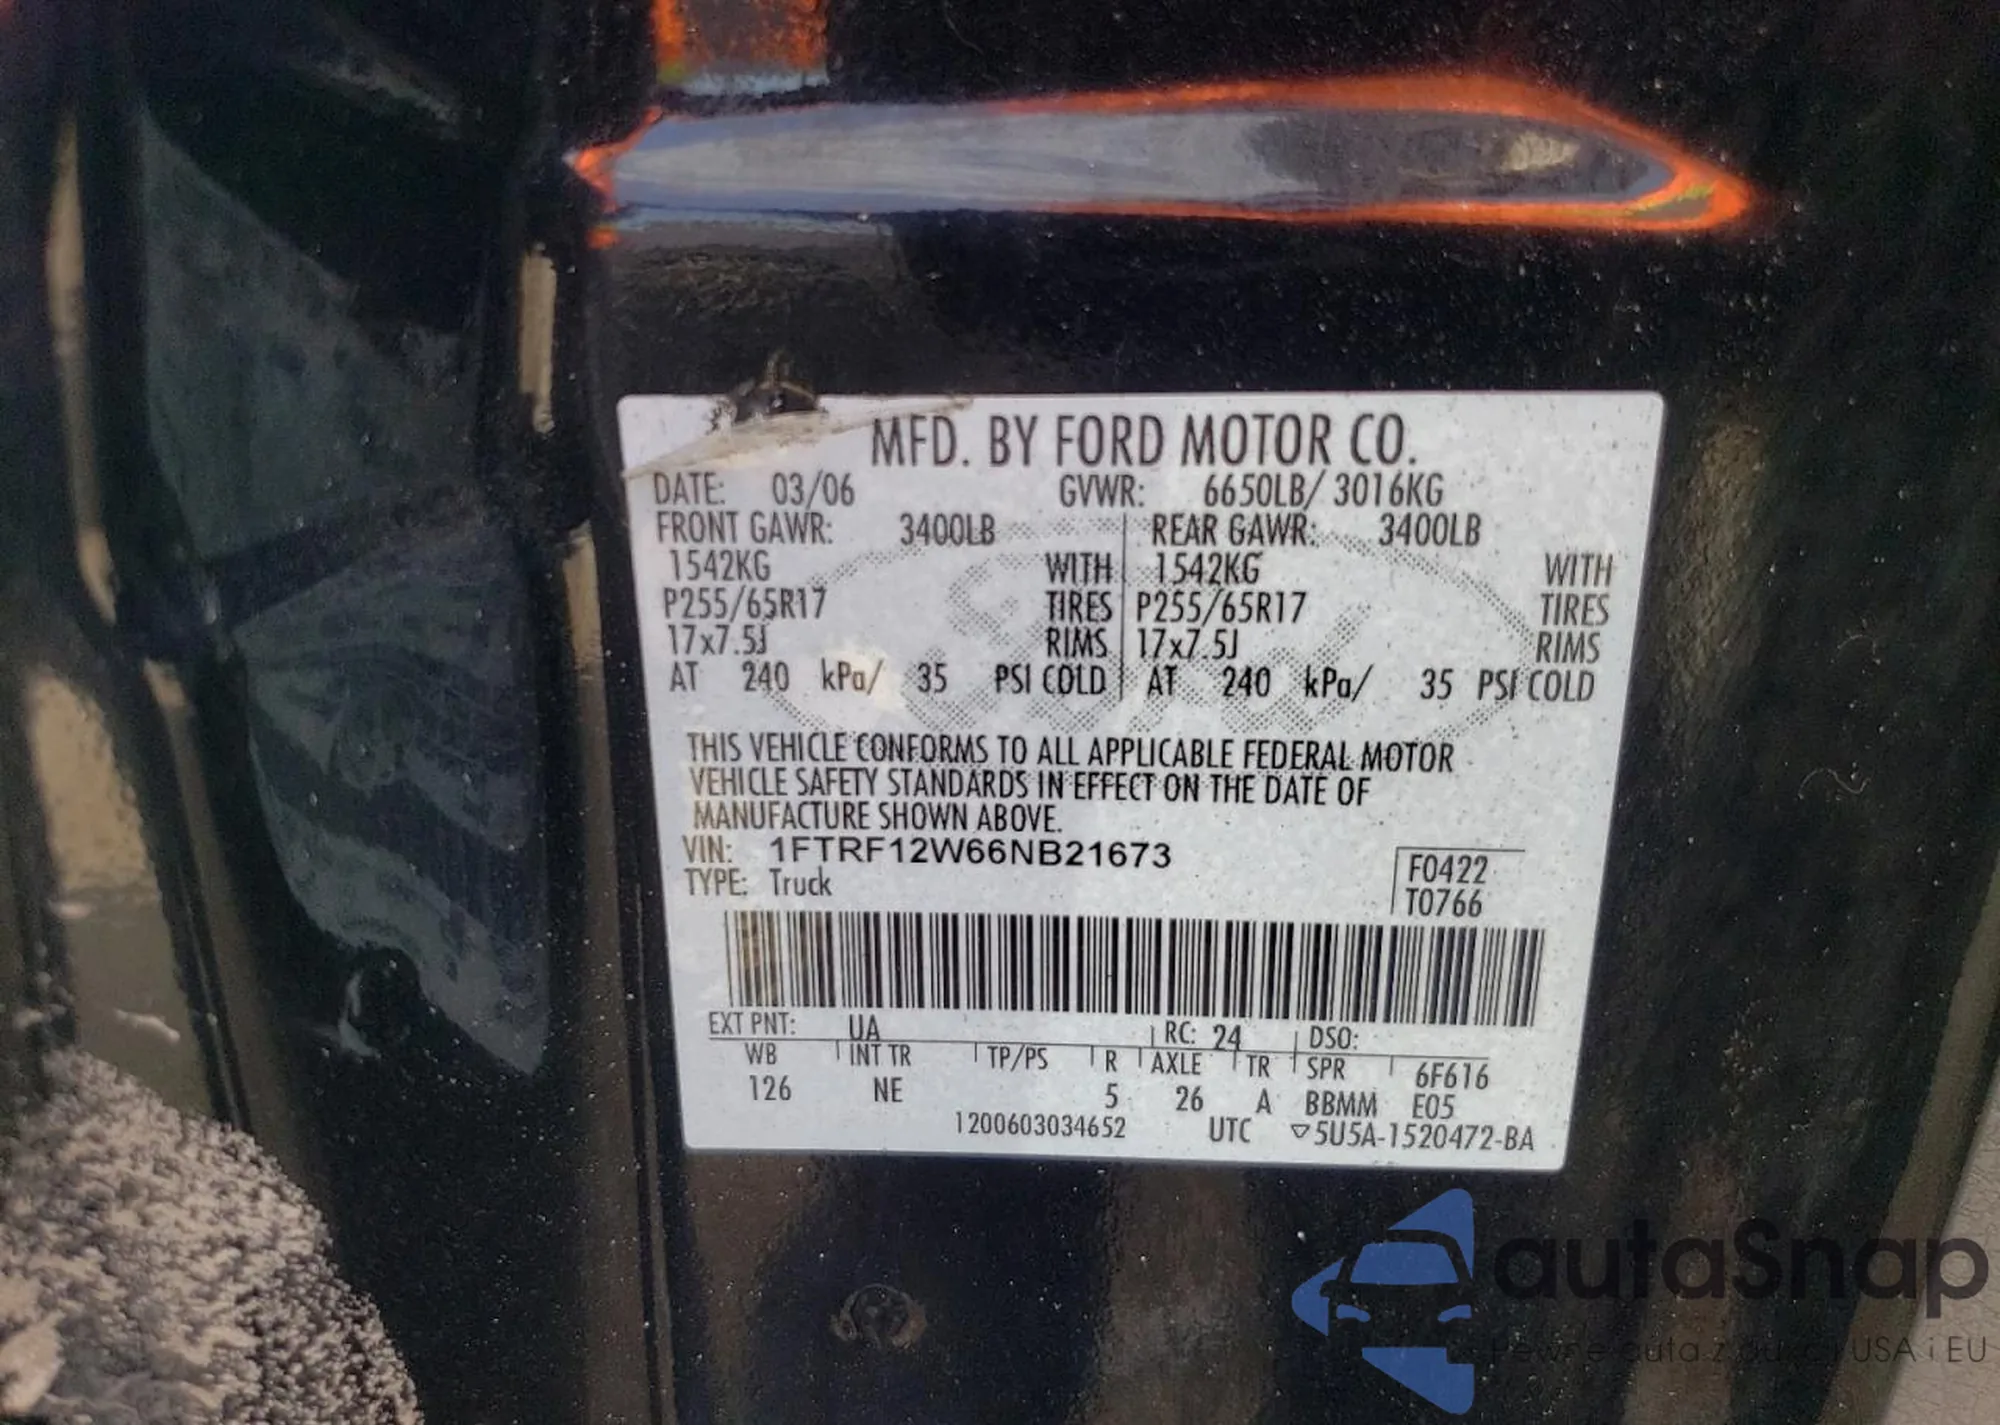 MFD. BY FORD MOTOR CO.
DATE: 03/06 GVWR: 6650LB/ 3016KG
FRONT GAWR: 3400LB REAR GAWR: 3400LB
1542KG WITH 1542KG WITH
P255/65R17 TIRES P255/65R17 TIRES
17x7.5J RIMS 17x7.5J RIMS
AT 240 kPa/ 35 PSI COLD AT 240 kPa/ 35 PSI COLD
THIS VEHICLE CONFORMS TO ALL APPLICABLE FEDERAL MOTOR
VEHICLE SAFETY STANDARDS IN EFFECT ON THE DATE OF
MANUFACTURE SHOWN ABOVE.
VIN: 1FTRF12W66NB21673
TYPE: Truck
F0422
T0766
EXT PNT: UA RC: 24 DSO:
WB INT TR TP/PS R AXLE TR SPR 6F616
126 NE 5 26 A BBMM E05
1200603034652 UTC ▽5U5A-1520472-BA
autaSnap
Pewne auta z USA i EU